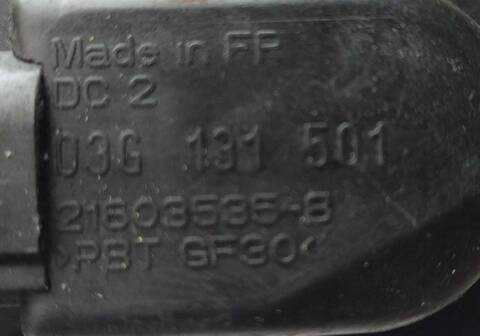 Made in FR
DC 2
03G 131 501
21603535-8
>PBT GF30<